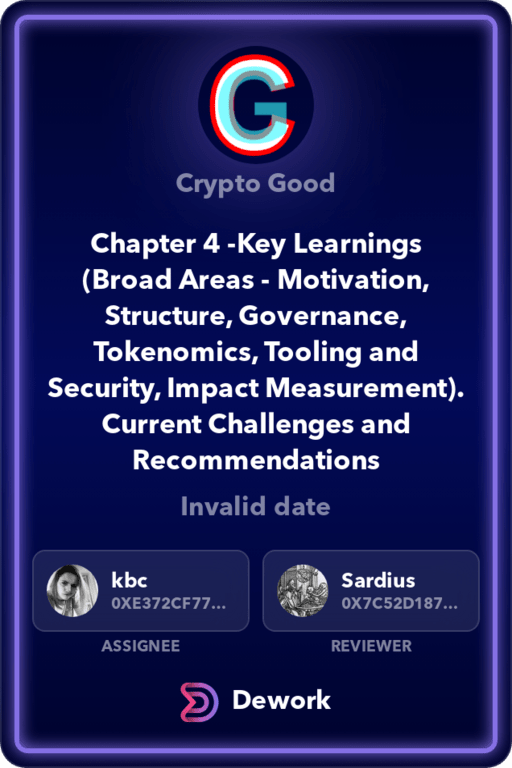 G
Crypto Good
Chapter 4 -Key Learnings
(Broad Areas - Motivation,
Structure, Governance,
Tokenomics, Tooling and
Security, Impact Measurement).
Current Challenges and
Recommendations
Invalid date
kbc
0XE372CF77...
ASSIGNEE
Sardius
0X7C52D187...
REVIEWER
Dework